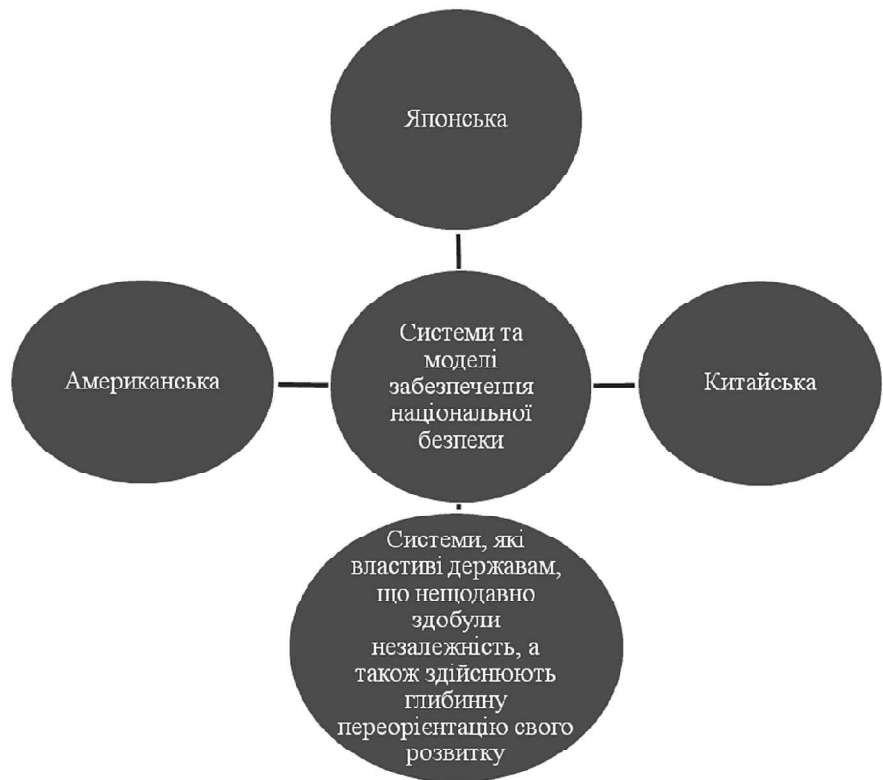 Японська
Американська
Системи та
моделі
забезпечення
національної
безпеки
Китайська
Системи, які
властиві державам,
що нещодавно
здобули
незалежність, а
також здійснюють
глибинну
переорієнтацію свого
розвитку